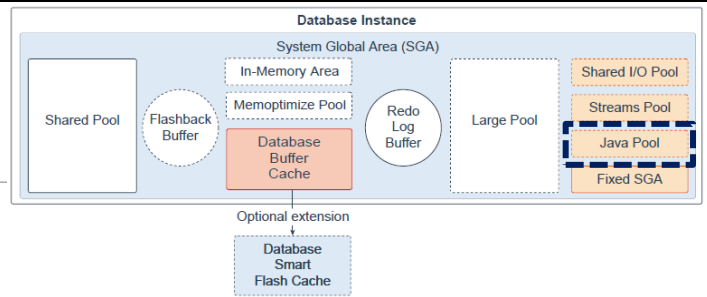 Database Instance
System Global Area (SGA)
Shared Pool
Flashback
Buffer
In-Memory Area
Memoptimize Pool
Database
Buffer
Cache
Redo
Log
Buffer
Large Pool
Shared I/O Pool
Streams Pool
Java Pool
Fixed SGA
Optional extension
Database
Smart
Flash Cache